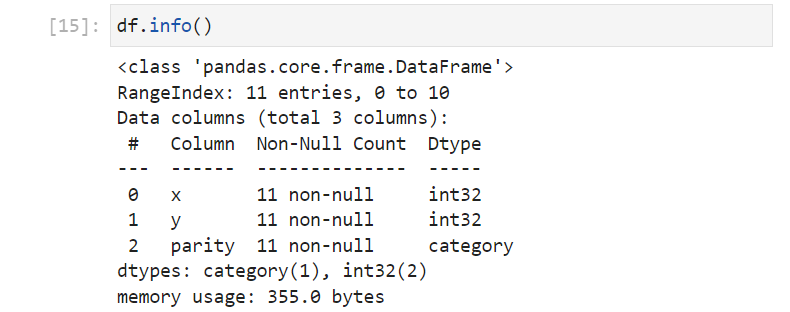 [15]: df.info()
<class 'pandas.core.frame.DataFrame'>
RangeIndex: 11 entries, 0 to 10
Data columns (total 3 columns):
 #   Column  Non-Null Count  Dtype
---  ------  --------------  -----
 0   x       11 non-null     int32
 1   y       11 non-null     int32
 2   parity  11 non-null     category
dtypes: category(1), int32(2)
memory usage: 355.0 bytes